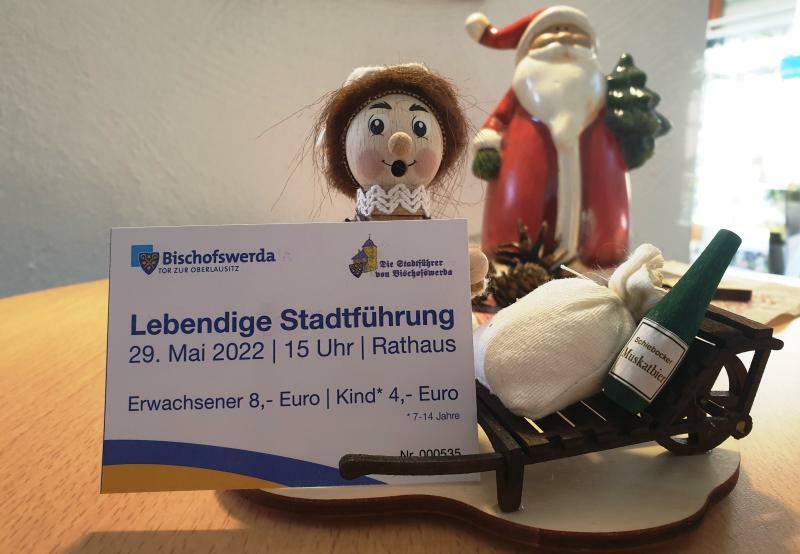 Bischofswerda
TOR ZUR OBERLAUSITZ
Die Stadtführer
von Bischofswerda
Lebendige Stadtführung
29. Mai 2022 | 15 Uhr | Rathaus
Erwachsener 8,- Euro | Kind* 4,- Euro
* 7-14 Jahre
Nr. 000535
Schiebocker
Muskatbier